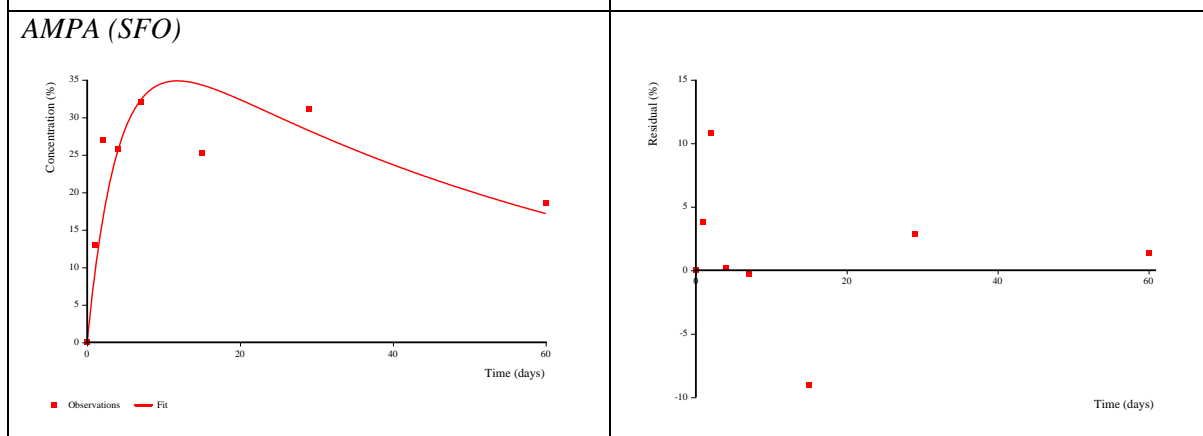 AMPA (SFO)
Concentration (%)
35
30
25
20
15
10
5
0
0 20 40 60
Time (days)
Observations Fit
Residual (%)
15
10
5
0
-5
-10
0 20 40 60
Time (days)